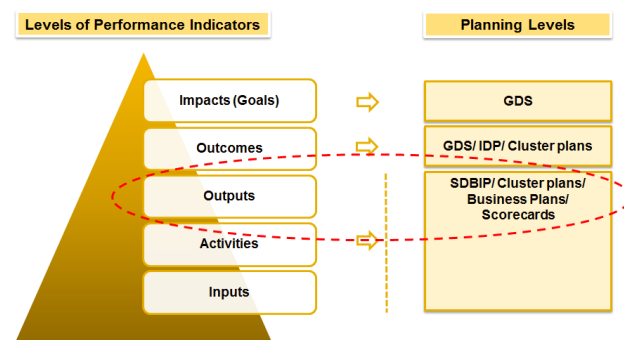 Levels of Performance Indicators
Planning Levels
Impacts (Goals)
GDS
Outcomes
GDS/ IDP/ Cluster plans
Outputs
SDBIP/ Cluster plans/
Business Plans/
Scorecards
Activities
Inputs